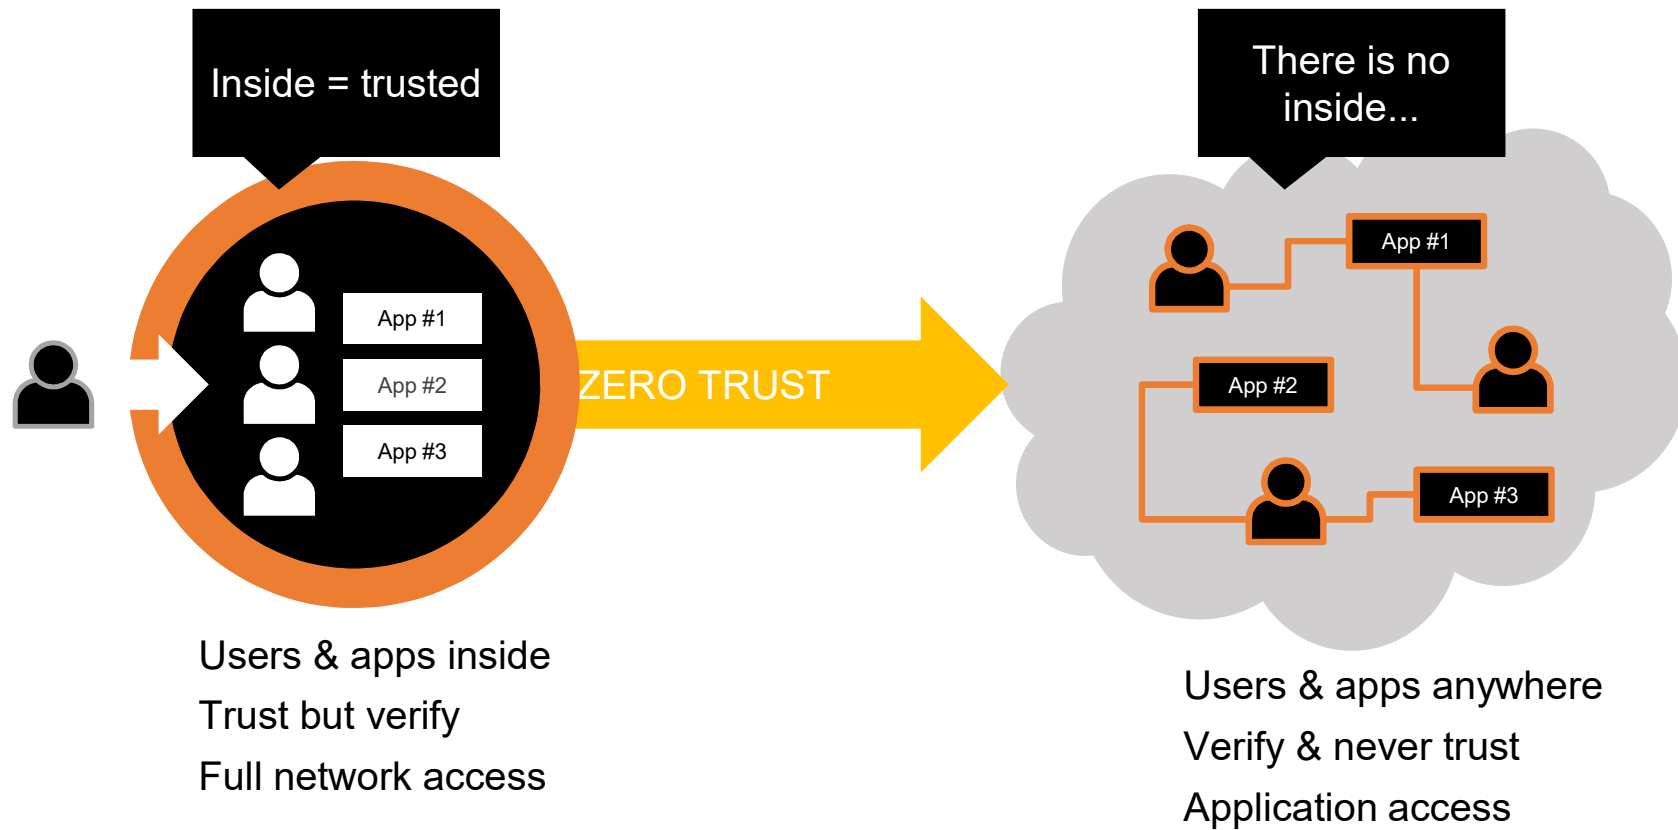 Inside = trusted
App #1
App #2
App #3
Users & apps inside
Trust but verify
Full network access
ZERO TRUST
There is no
inside...
App #1
App #2
App #3
Users & apps anywhere
Verify & never trust
Application access